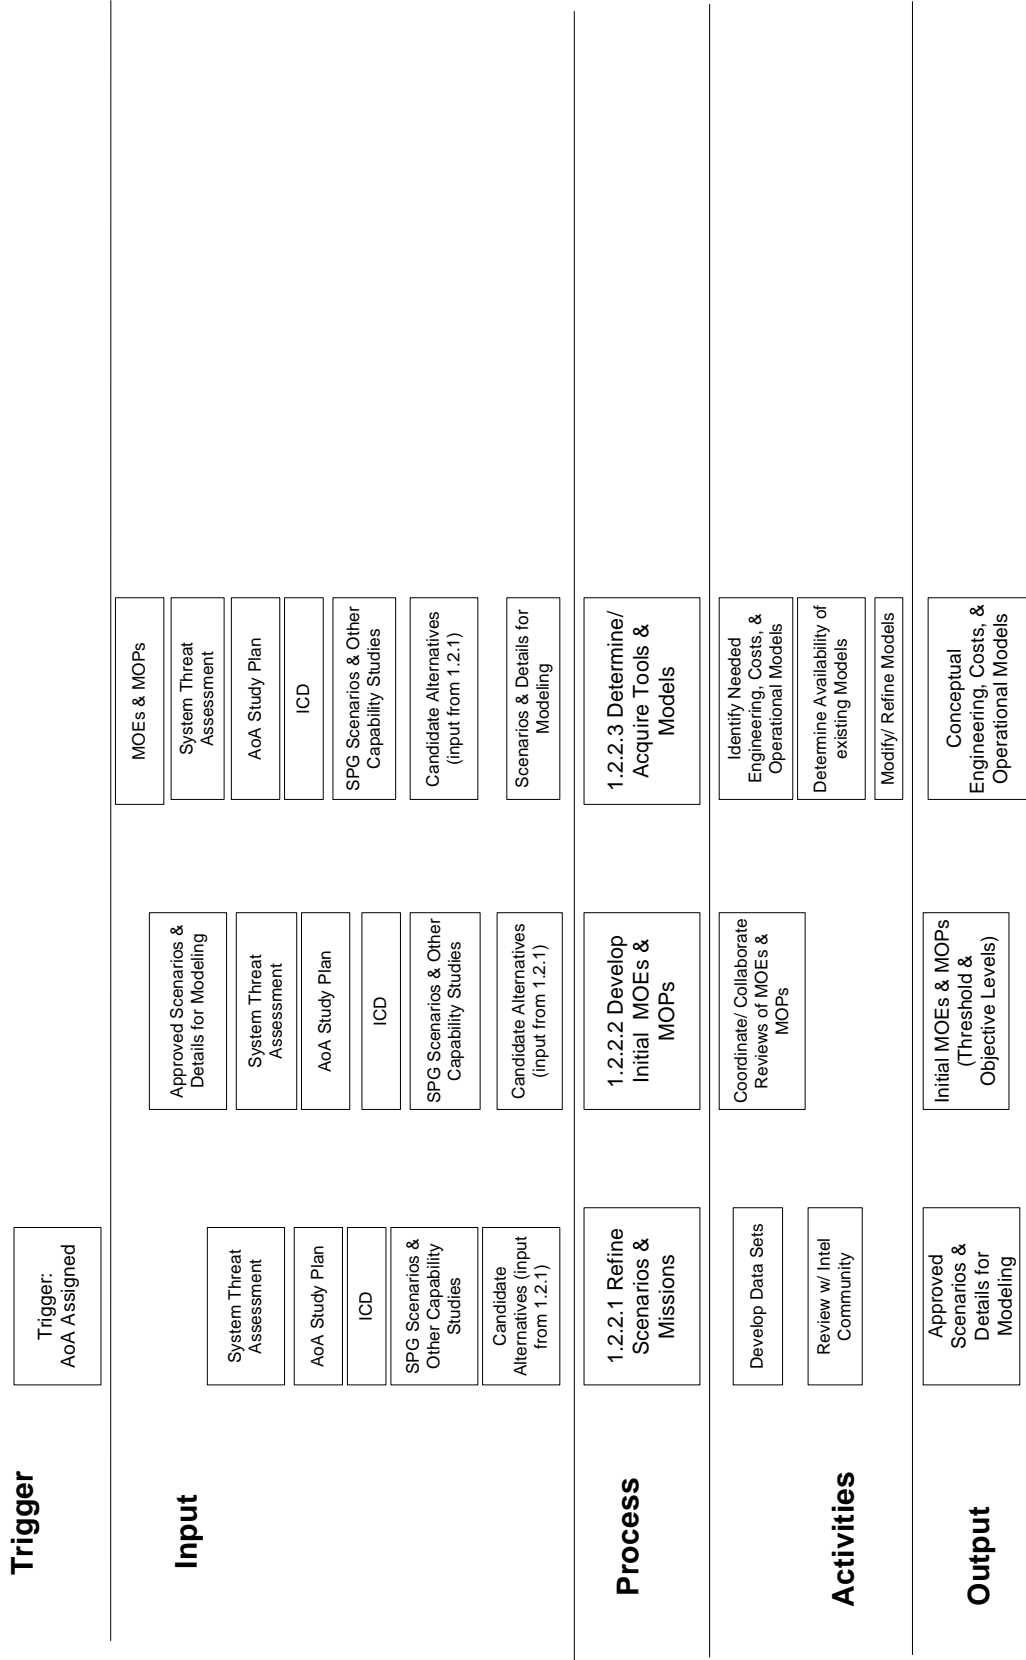 Trigger
Trigger:
AoA Assigned
Input
System Threat
Assessment
AoA Study Plan
ICD
SPG Scenarios &
Other Capability
Studies
Candidate
Alternatives (input
from 1.2.1)
Approved Scenarios &
Details for Modeling
System Threat
Assessment
AoA Study Plan
ICD
SPG Scenarios & Other
Capability Studies
Candidate Alternatives
(input from 1.2.1)
MOEs & MOPs
System Threat
Assessment
AoA Study Plan
ICD
SPG Scenarios & Other
Capability Studies
Candidate Alternatives
(input from 1.2.1)
Scenarios & Details for
Modeling
Process
1.2.2.1 Refine
Scenarios &
Missions
1.2.2.2 Develop
Initial MOEs &
MOPs
1.2.2.3 Determine/
Acquire Tools &
Models
Activities
Develop Data Sets
Review w/ Intel
Community
Coordinate/ Collaborate
Reviews of MOEs &
MOPs
Identify Needed
Engineering, Costs, &
Operational Models
Determine Availability of
existing Models
Modify/ Refine Models
Output
Approved
Scenarios &
Details for
Modeling
Initial MOEs & MOPs
(Threshold &
Objective Levels)
Conceptual
Engineering, Costs, &
Operational Models